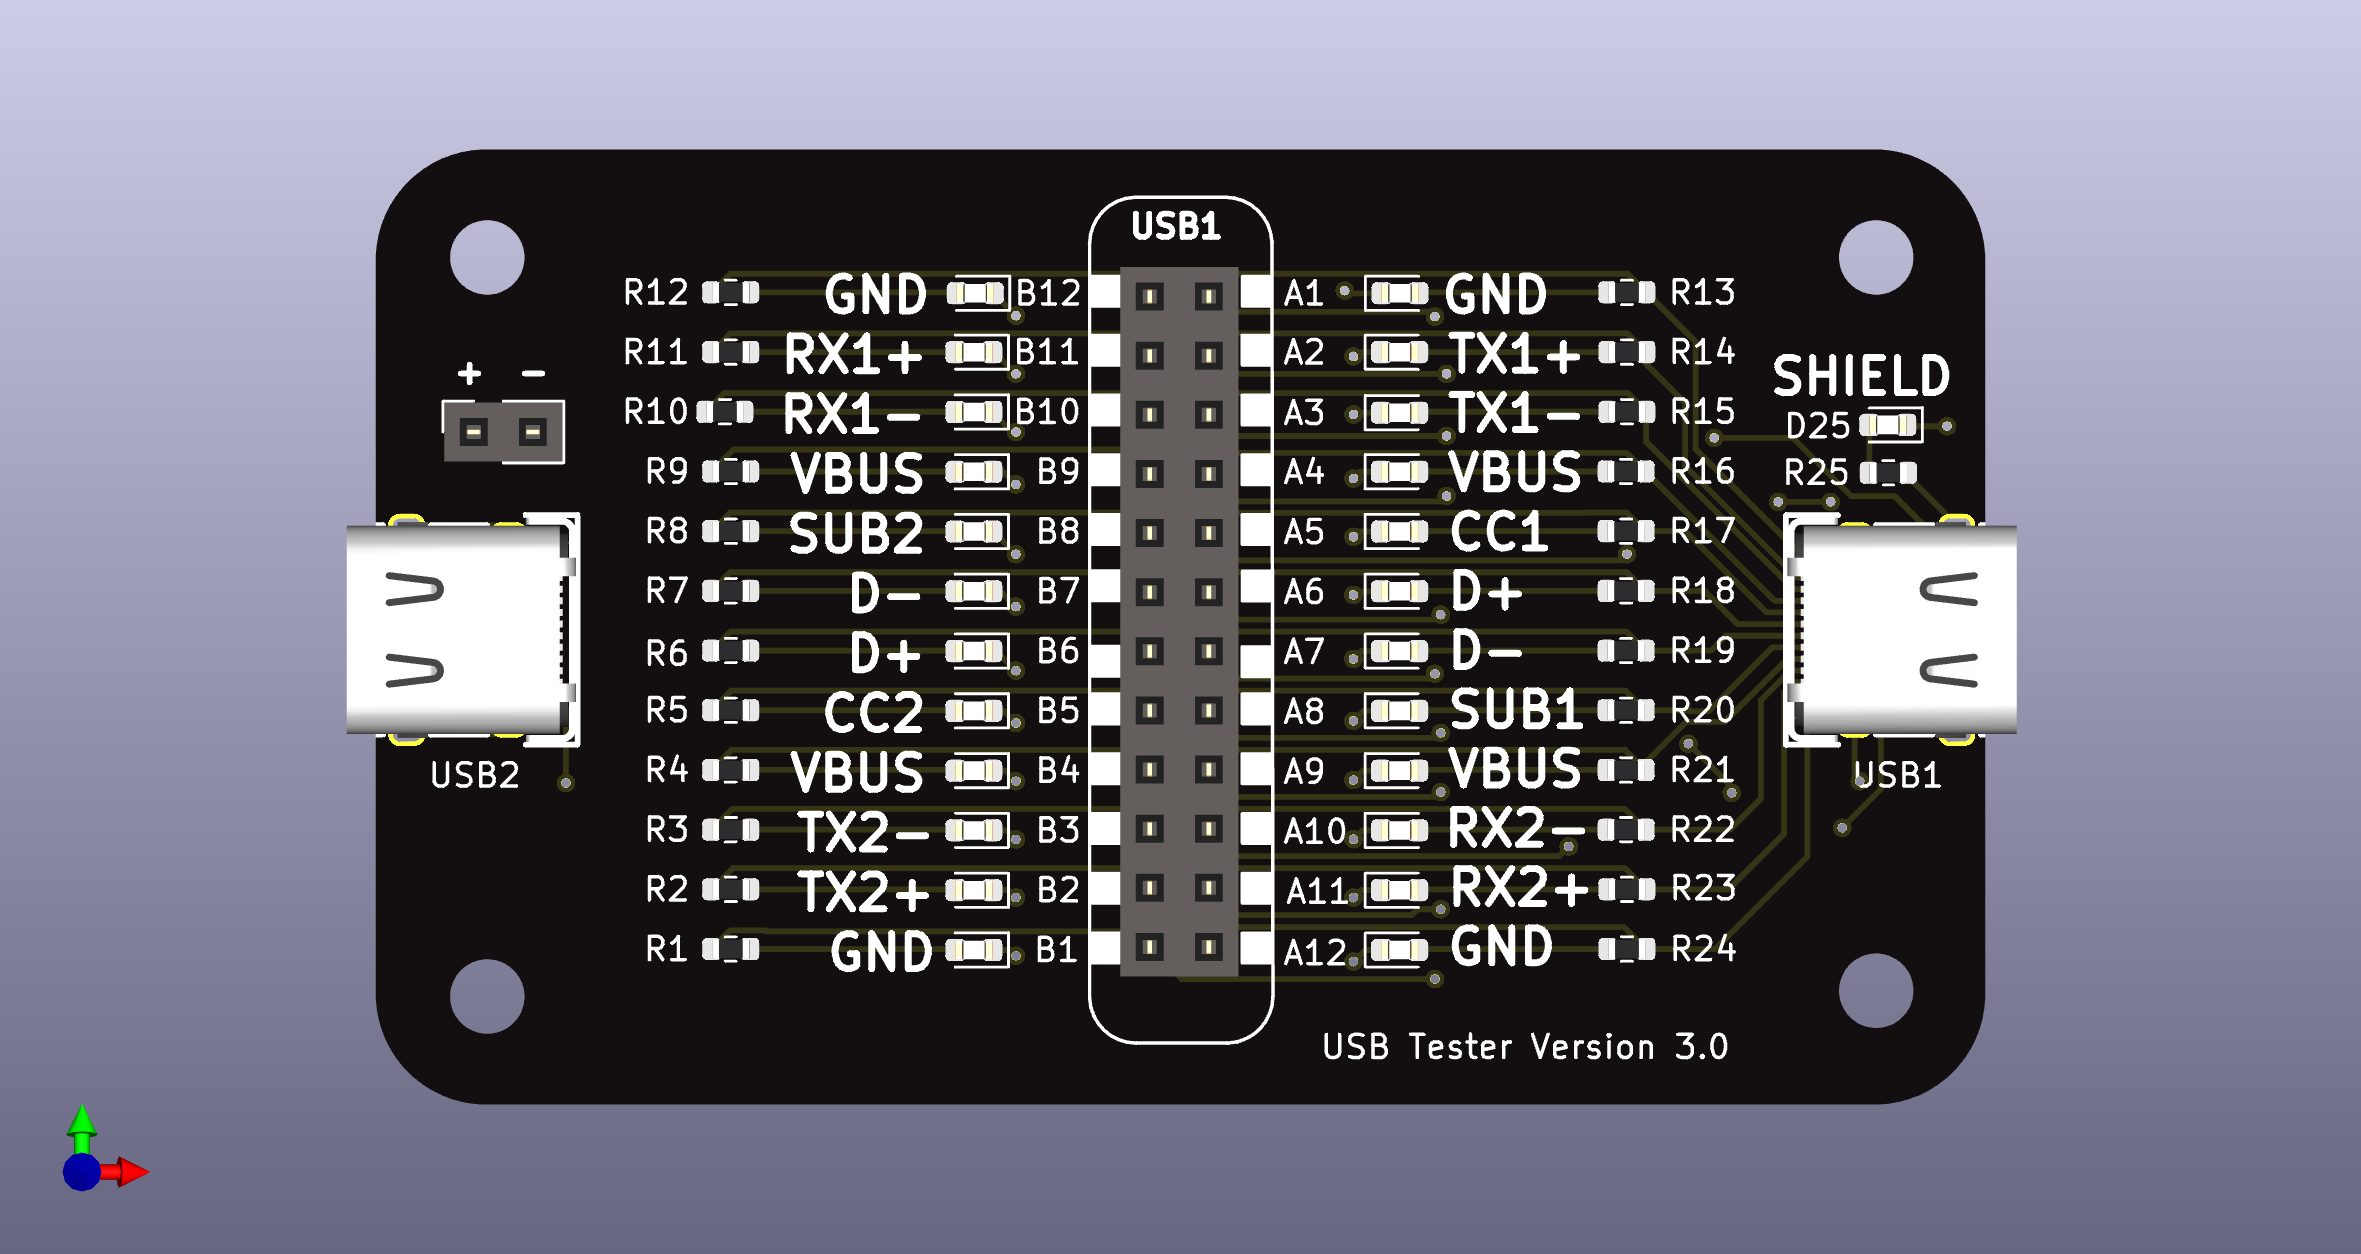 USB1
R12 GND B12 A1 GND R13
R11 RX1+ B11 A2 TX1+ R14
SHIELD
+ -
R10 RX1- B10 A3 TX1- R15
D25
R9 VBUS B9 A4 VBUS R16 R25
R8 SUB2 B8 A5 CC1 R17
R7 D- B7 A6 D+ R18
R6 D+ B6 A7 D- R19
R5 CC2 B5 A8 SUB1 R20
USB2 R4 VBUS B4 A9 VBUS R21 USB1
R3 TX2- B3 A10 RX2- R22
R2 TX2+ B2 A11 RX2+ R23
R1 GND B1 A12 GND R24
USB Tester Version 3.0